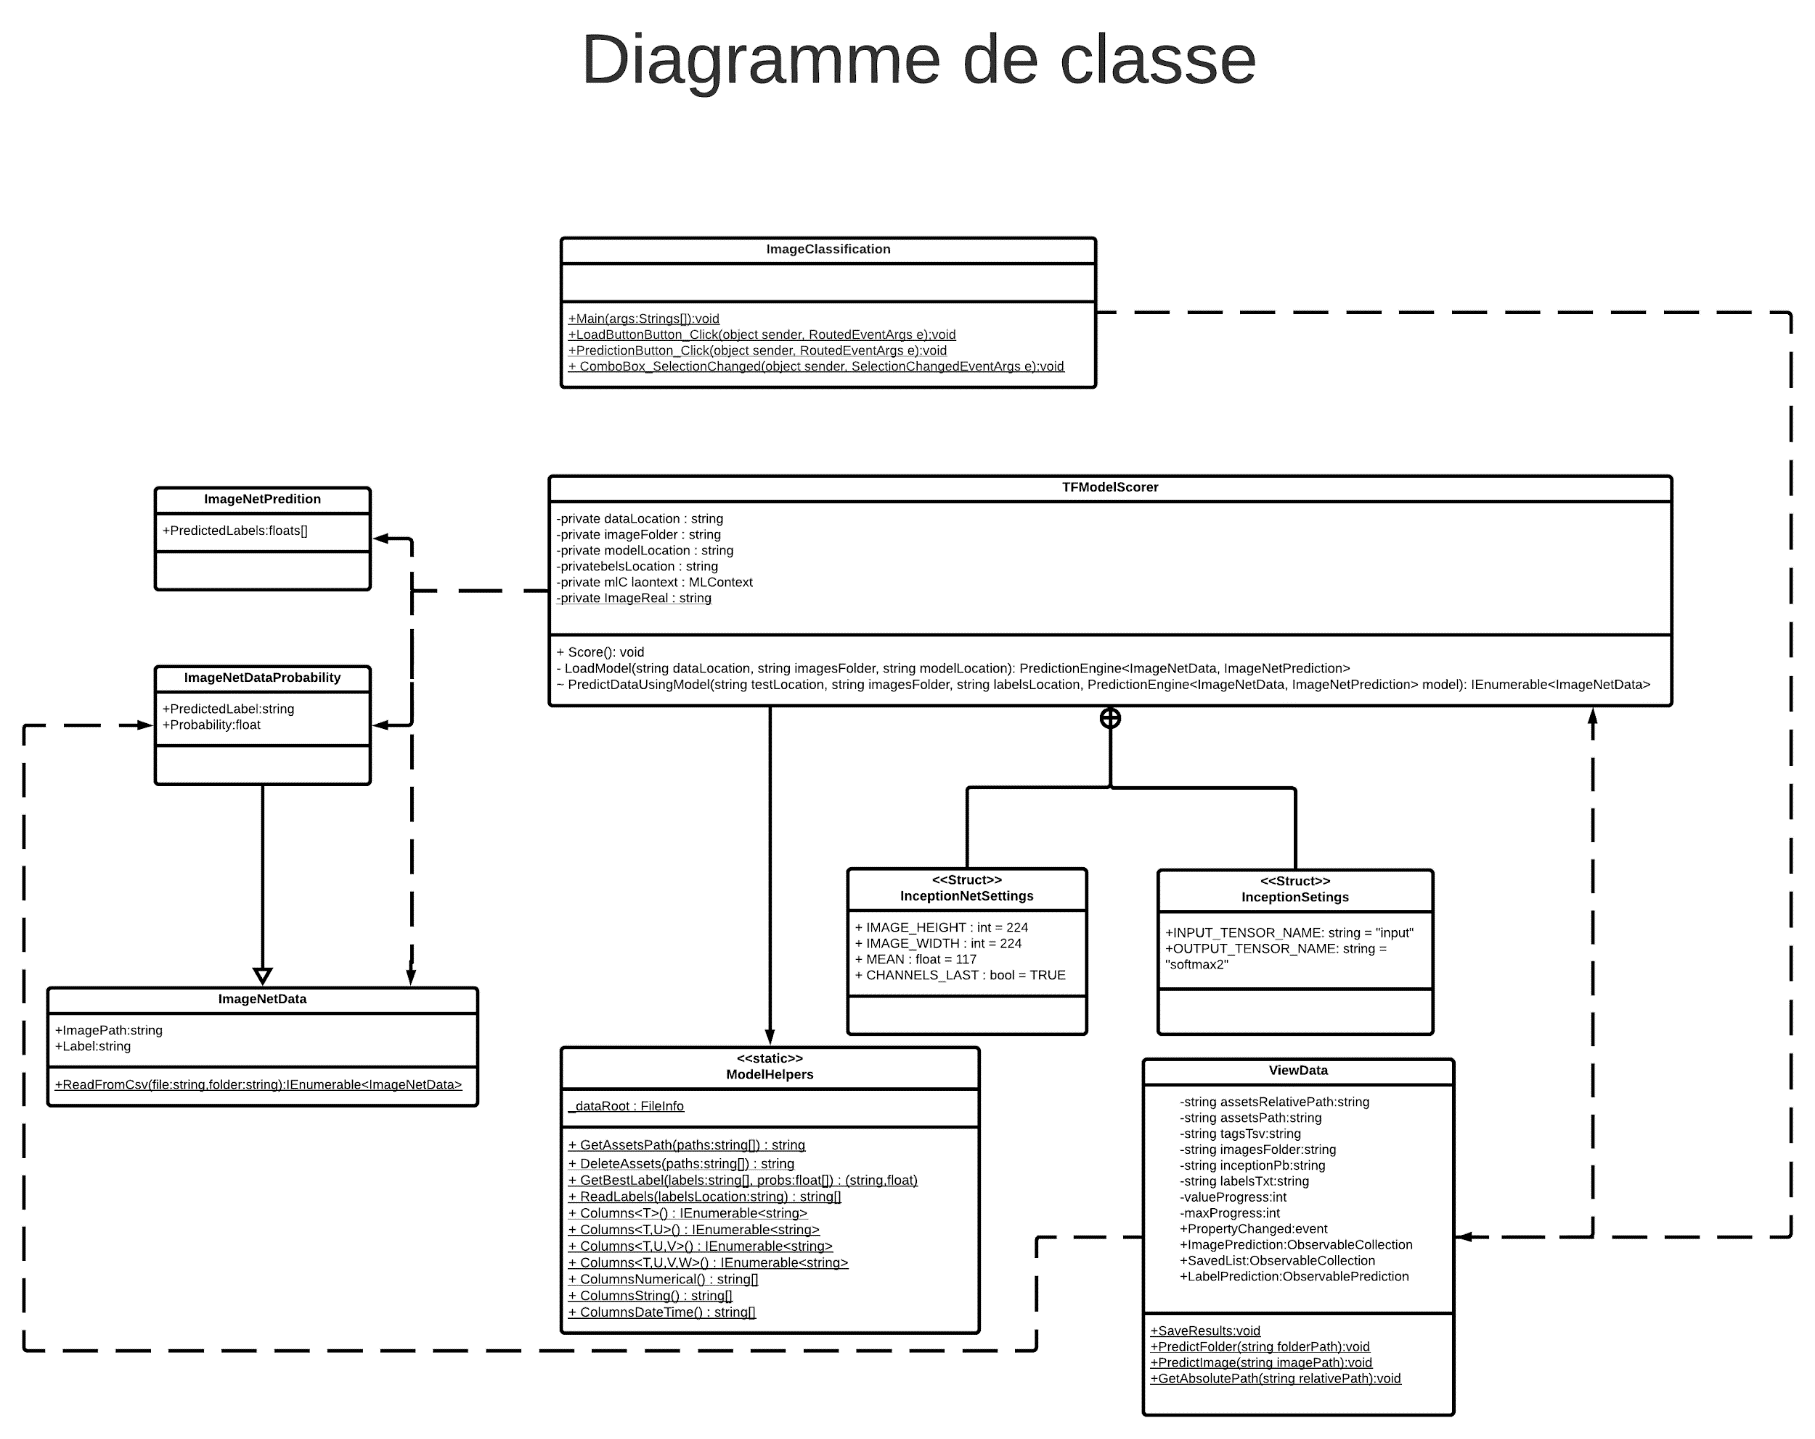 Diagramme de classe
ImageClassification
+Main(args:Strings[]):void
+LoadButtonButton_Click(object sender, RoutedEventArgs e):void
+PredictionButton_Click(object sender, RoutedEventArgs e):void
+ ComboBox_SelectionChanged(object sender, SelectionChangedEventArgs e):void
ImageNetPredition
+PredictedLabels:floats[]
TFModelScorer
-private dataLocation : string
-private imageFolder : string
-private modelLocation : string
-privatebelsLocation : string
-private mlC laontext : MLContext
-private ImageReal : string
+ Score(): void
- LoadModel(string dataLocation, string imagesFolder, string modelLocation): PredictionEngine<ImageNetData, ImageNetPrediction>
~ PredictDataUsingModel(string testLocation, string imagesFolder, string labelsLocation, PredictionEngine<ImageNetData, ImageNetPrediction> model): IEnumerable<ImageNetData>
ImageNetDataProbability
+PredictedLabel:string
+Probability:float
<<Struct>>
InceptionNetSettings
+ IMAGE_HEIGHT : int = 224
+ IMAGE_WIDTH : int = 224
+ MEAN : float = 117
+ CHANNELS_LAST : bool = TRUE
<<Struct>>
InceptionSetings
+INPUT_TENSOR_NAME: string = "input"
+OUTPUT_TENSOR_NAME: string =
"softmax2"
ImageNetData
+ImagePath:string
+Label:string
+ReadFromCsv(file:string,folder:string):IEnumerable<ImageNetData>
<<static>>
ModelHelpers
_dataRoot : FileInfo
+ GetAssetsPath(paths:string[]) : string
+ DeleteAssets(paths:string[]) : string
+ GetBestLabel(labels:string[], probs:float[]) : (string,float)
+ ReadLabels(labelsLocation:string) : string[]
+ Columns<T>() : IEnumerable<string>
+ Columns<T,U>() : IEnumerable<string>
+ Columns<T,U,V>() : IEnumerable<string>
+ Columns<T,U,V,W>() : IEnumerable<string>
+ ColumnsNumerical() : string[]
+ ColumnsString() : string[]
+ ColumnsDateTime() : string[]
ViewData
-string assetsRelativePath:string
-string assetsPath:string
-string tagsTsv:string
-string imagesFolder:string
-string inceptionPb:string
-string labelsTxt:string
-valueProgress:int
-maxProgress:int
+PropertyChanged:event
+ImagePrediction:ObservableCollection
+SavedList:ObservableCollection
+LabelPrediction:ObservablePrediction
+SaveResults:void
+PredictFolder(string folderPath):void
+PredictImage(string imagePath):void
+GetAbsolutePath(string relativePath):void